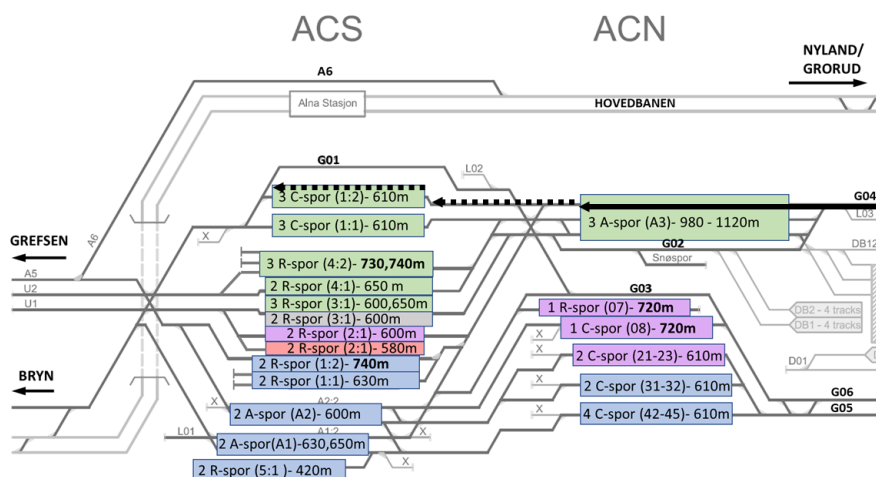 ACS
ACN
NYLAND/
GRORUD
A6
Alna Stasjon
HOVEDBANEN
G01
L02
3 C-spor (1:2)- 610m
G04
L03
3 A-spor (A3) - 980 - 1120m
3 C-spor (1:1)- 610m
X
A6
GREFSEN
G02
DB12
Snøspor
3 R-spor (4:2) 730,740m
A5
U2
2 R-spor (4:1)- 650 m
G03
3 R-spor (3:1)- 600,650m
U1
1 R-spor (07)- 720m
DB2 - 4 tracks
2 R-spor (3:1)- 600m
1 C-spor (08)- 720m
DB1 - 4 tracks
2 R-spor (2:1)- 600m
X
2 R-spor (2:1)- 580m
X
2 C-spor (21-23)- 610m
2 R-spor (1:2)- 740m
D01
BRYN
2 R-spor (1:1)- 630m
X
2 C-spor (31-32)- 610m
A2:2
G06
X
2 A-spor (A2)- 600m
X
4 C-spor (42-45)- 610m
G05
L01
A1:2
X
2 A-spor(A1)-630,650m
X
2 R-spor (5:1 )- 420m